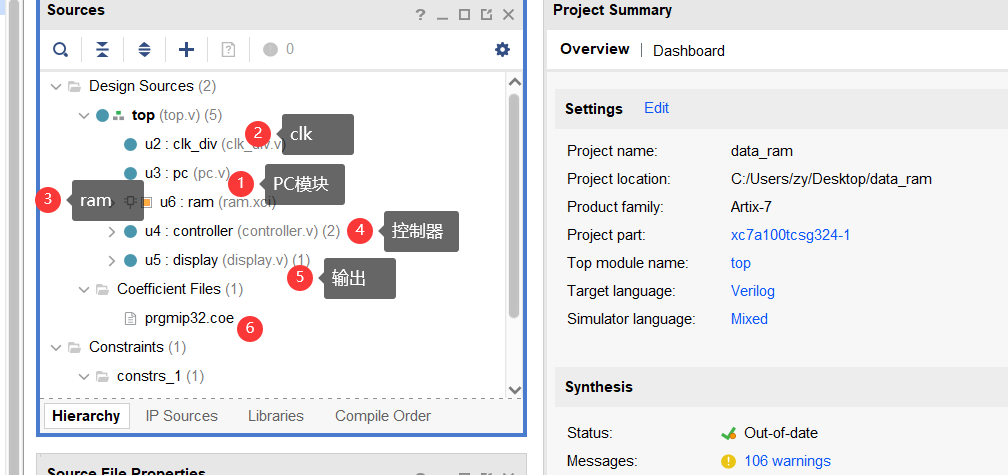 Sources
? _ □
0
Design Sources (2)
top (top.v) (5)
u2 : clk_div (clk_div.v)
2
clk
u3 : pc (pc.v)
1
PC模块
3
ram
u6 : ram (ram.xci)
u4 : controller (controller.v) (2)
4
控制器
u5 : display (display.v) (1)
5
输出
Coefficient Files (1)
prgmip32.coe
6
Constraints (1)
constrs_1 (1)
Hierarchy
IP Sources
Libraries
Compile Order
Source File Properties
Project Summary
Overview | Dashboard
Settings Edit
Project name: data_ram
Project location: C:/Users/zy/Desktop/data_ram
Product family: Artix-7
Project part: xc7a100tcsg324-1
Top module name: top
Target language: Verilog
Simulator language: Mixed
Synthesis
Status: Out-of-date
Messages: 106 warnings